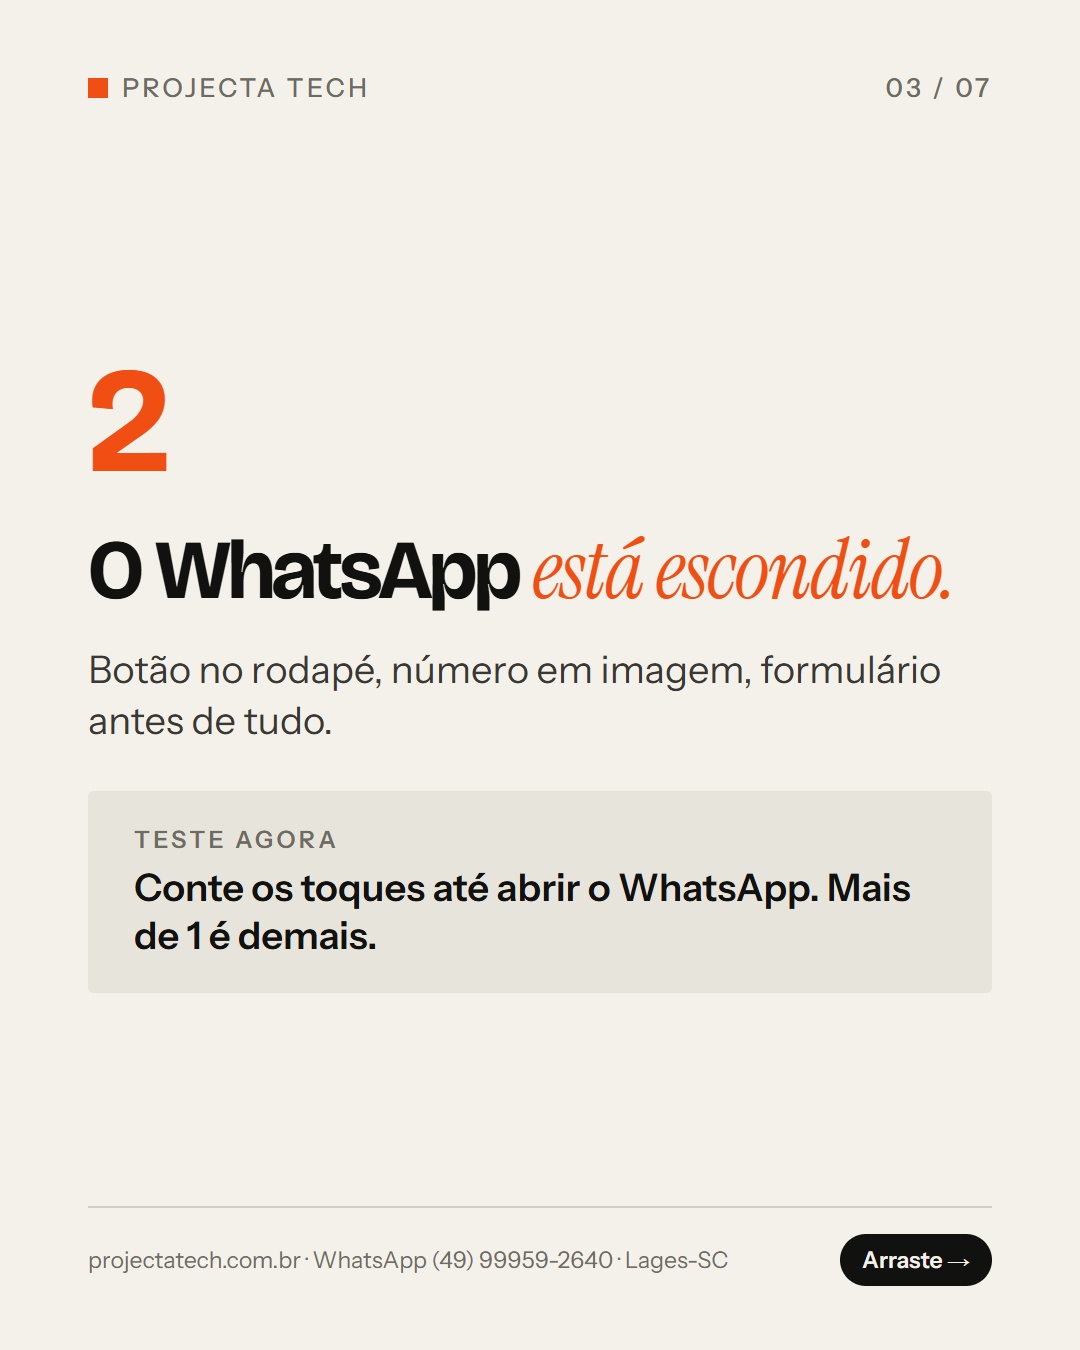 PROJECTA TECH
03 / 07
2
O WhatsApp está escondido.
Botão no rodapé, número em imagem, formulário
antes de tudo.
TESTE AGORA
Conte os toques até abrir o WhatsApp. Mais
de 1 é demais.
projectatech.com.br · WhatsApp (49) 99959-2640 · Lages-SC
Arraste →